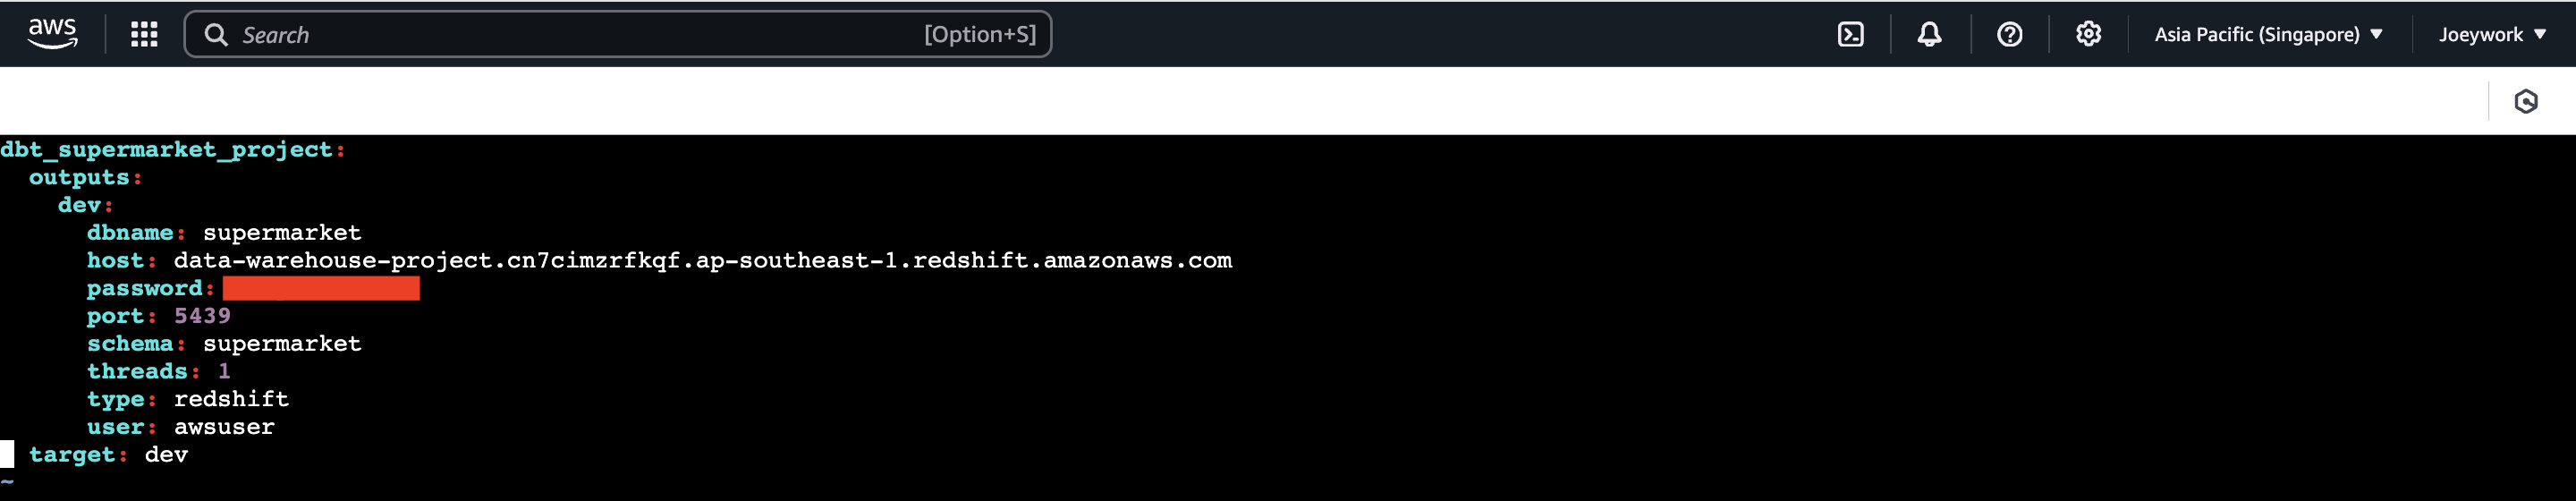 aws
Search [Option+S] Asia Pacific (Singapore) ▼ Joeywork ▼
dbt_supermarket_project:
  outputs:
    dev:
      dbname: supermarket
      host: data-warehouse-project.cn7cimzrfkqf.ap-southeast-1.redshift.amazonaws.com
      password:
      port: 5439
      schema: supermarket
      threads: 1
      type: redshift
      user: awsuser
  target: dev
~